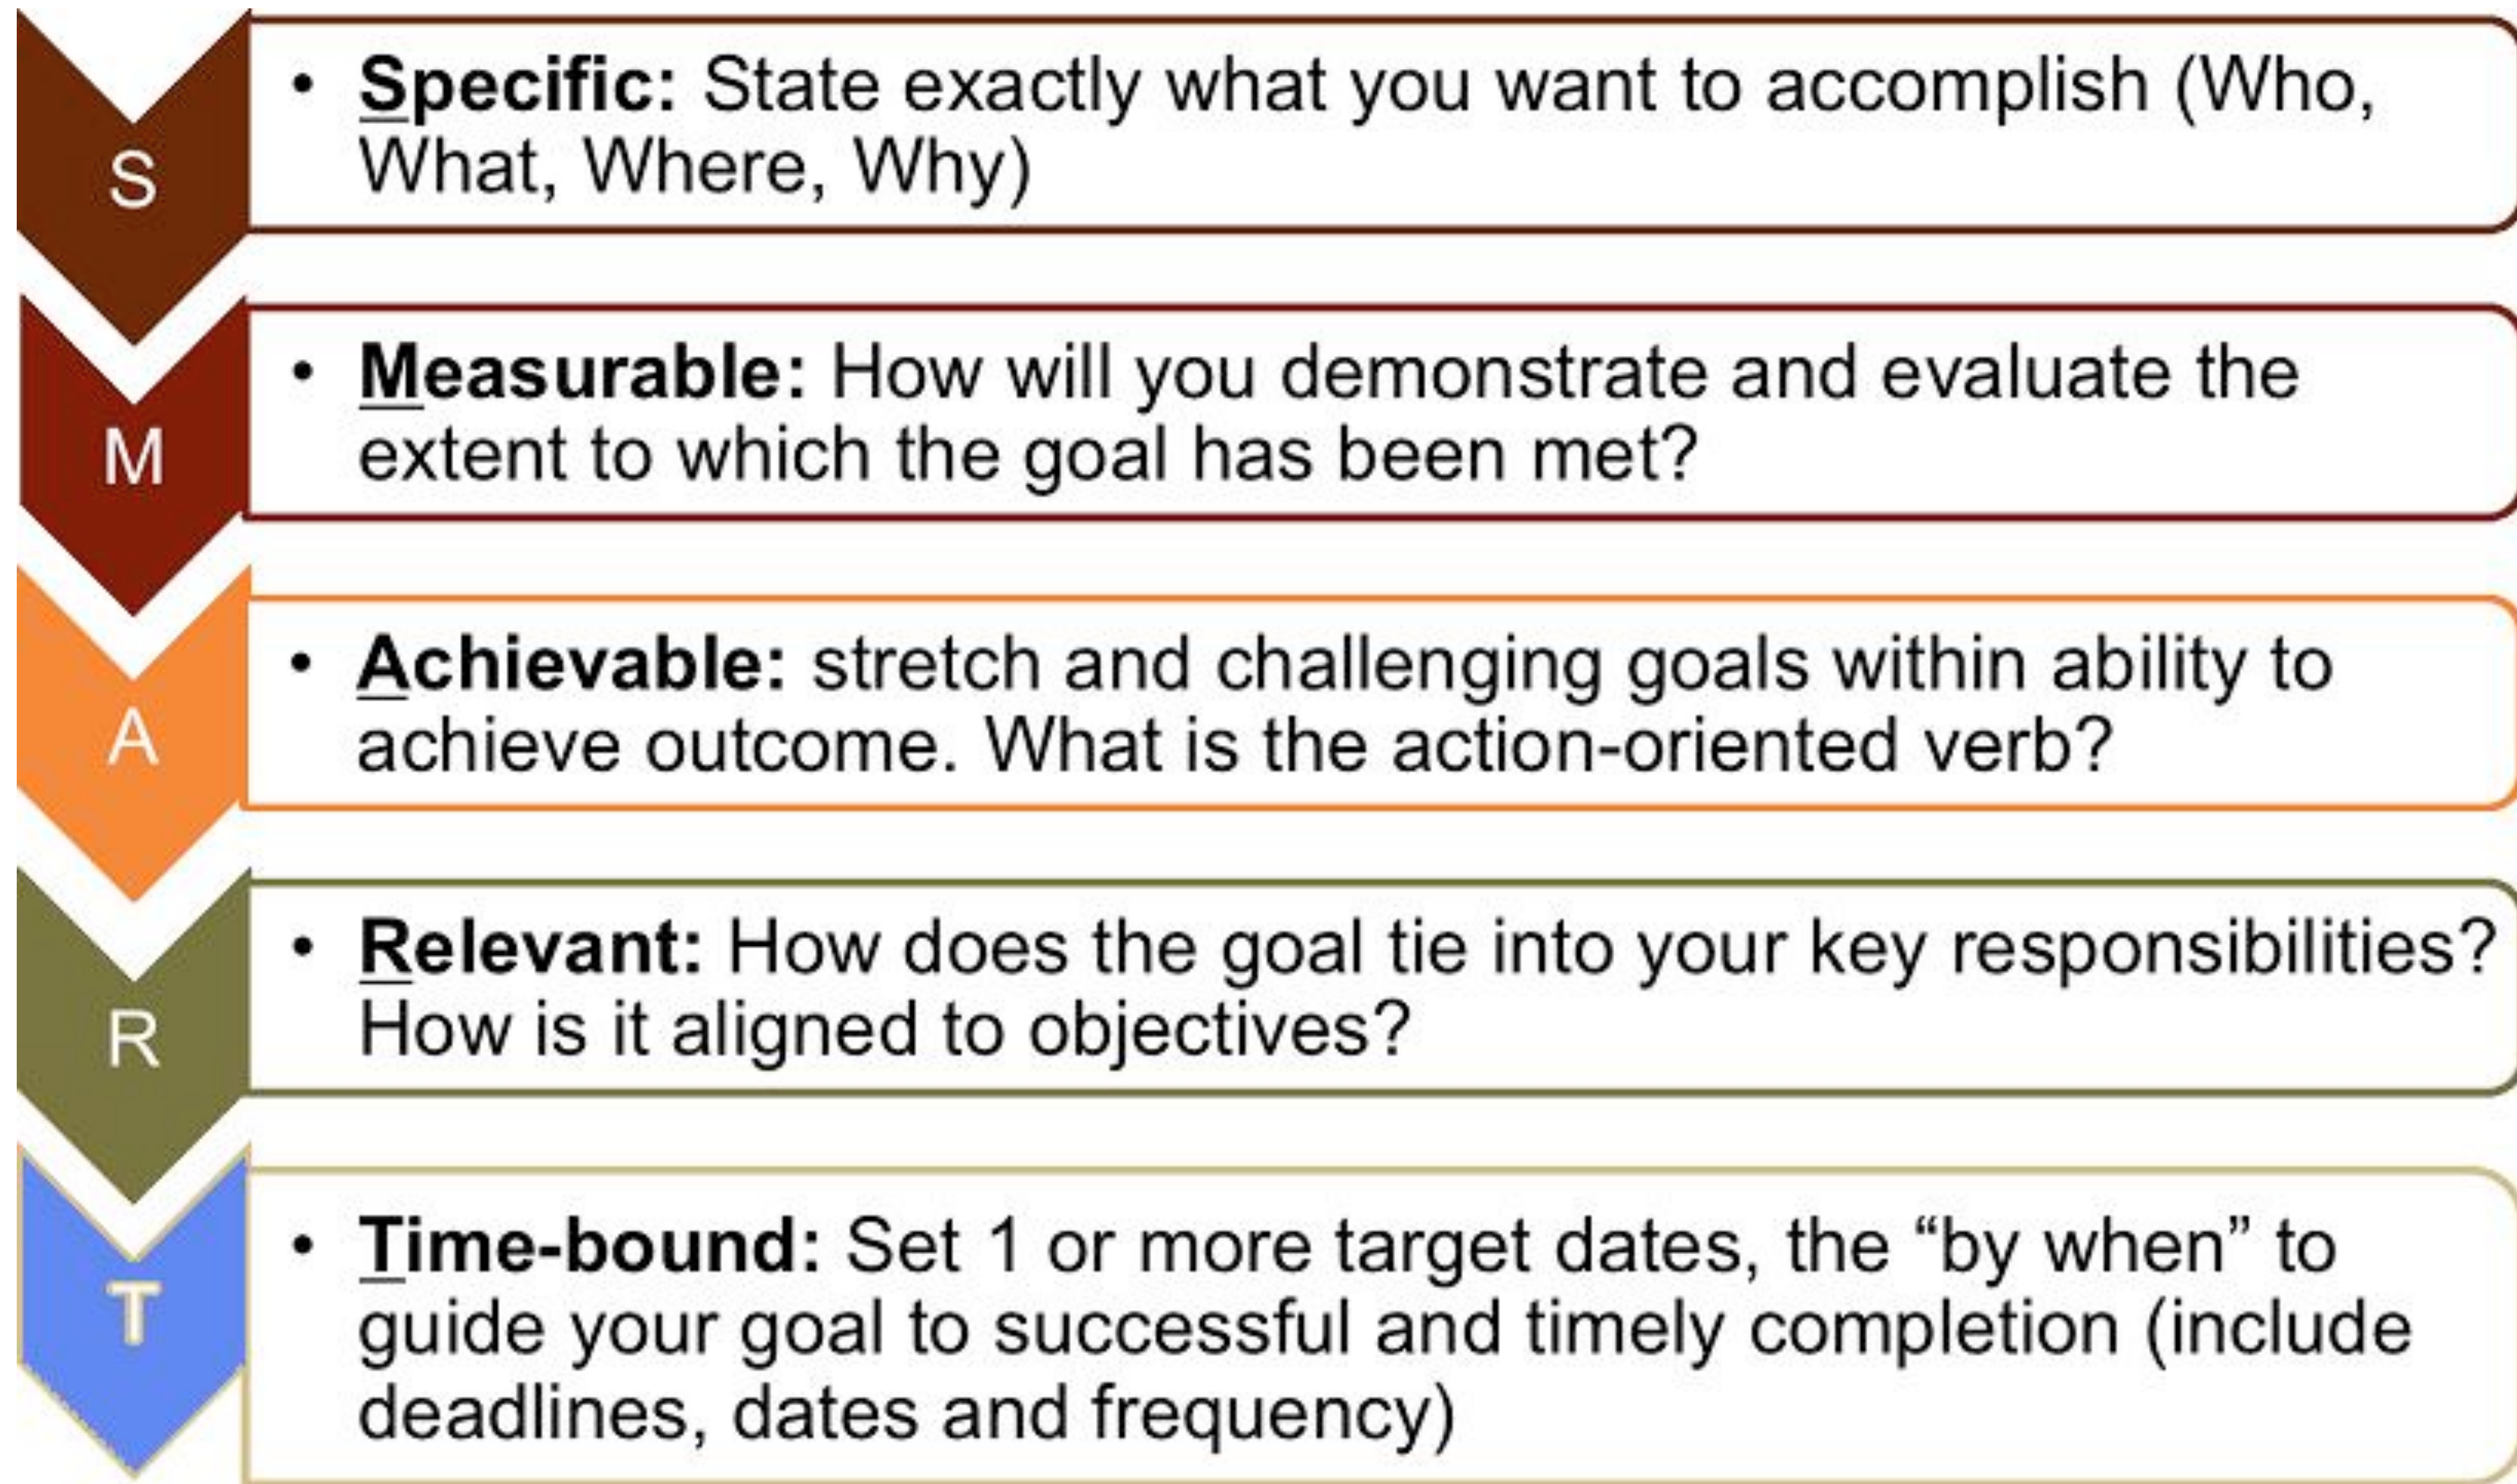 S
• Specific: State exactly what you want to accomplish (Who,
What, Where, Why)
M
• Measurable: How will you demonstrate and evaluate the
extent to which the goal has been met?
A
• Achievable: stretch and challenging goals within ability to
achieve outcome. What is the action-oriented verb?
R
• Relevant: How does the goal tie into your key responsibilities?
How is it aligned to objectives?
T
• Time-bound: Set 1 or more target dates, the “by when” to
guide your goal to successful and timely completion (include
deadlines, dates and frequency)